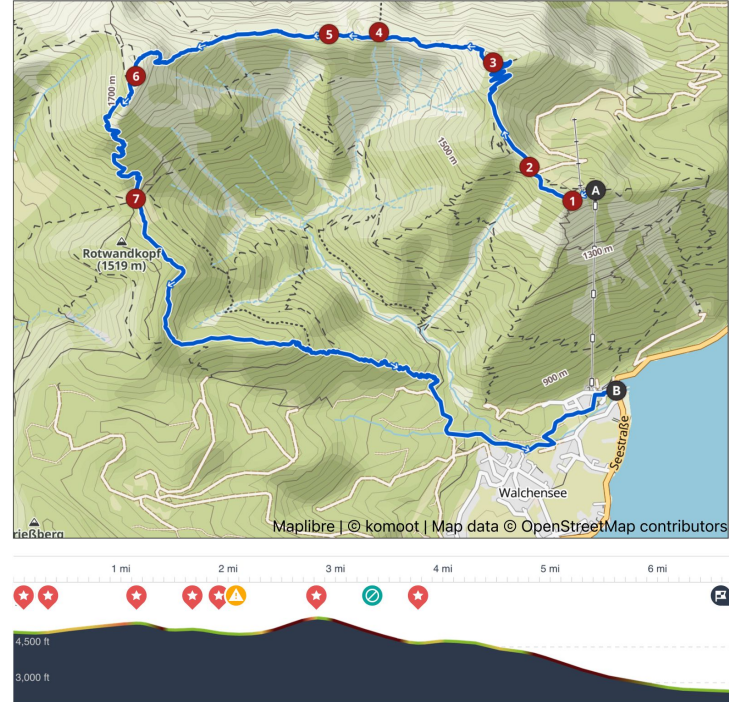 5
4
3
6
1700 m
1500 m
2
A
1
7
Rotwandkopf
(1519 m)
1300 m
900 m
B
Seestraße
Walchensee
rießberg
Maplibre | © komoot | Map data © OpenStreetMap contributors
1 mi
2 mi
3 mi
4 mi
5 mi
6 mi
4,500 ft
3,000 ft